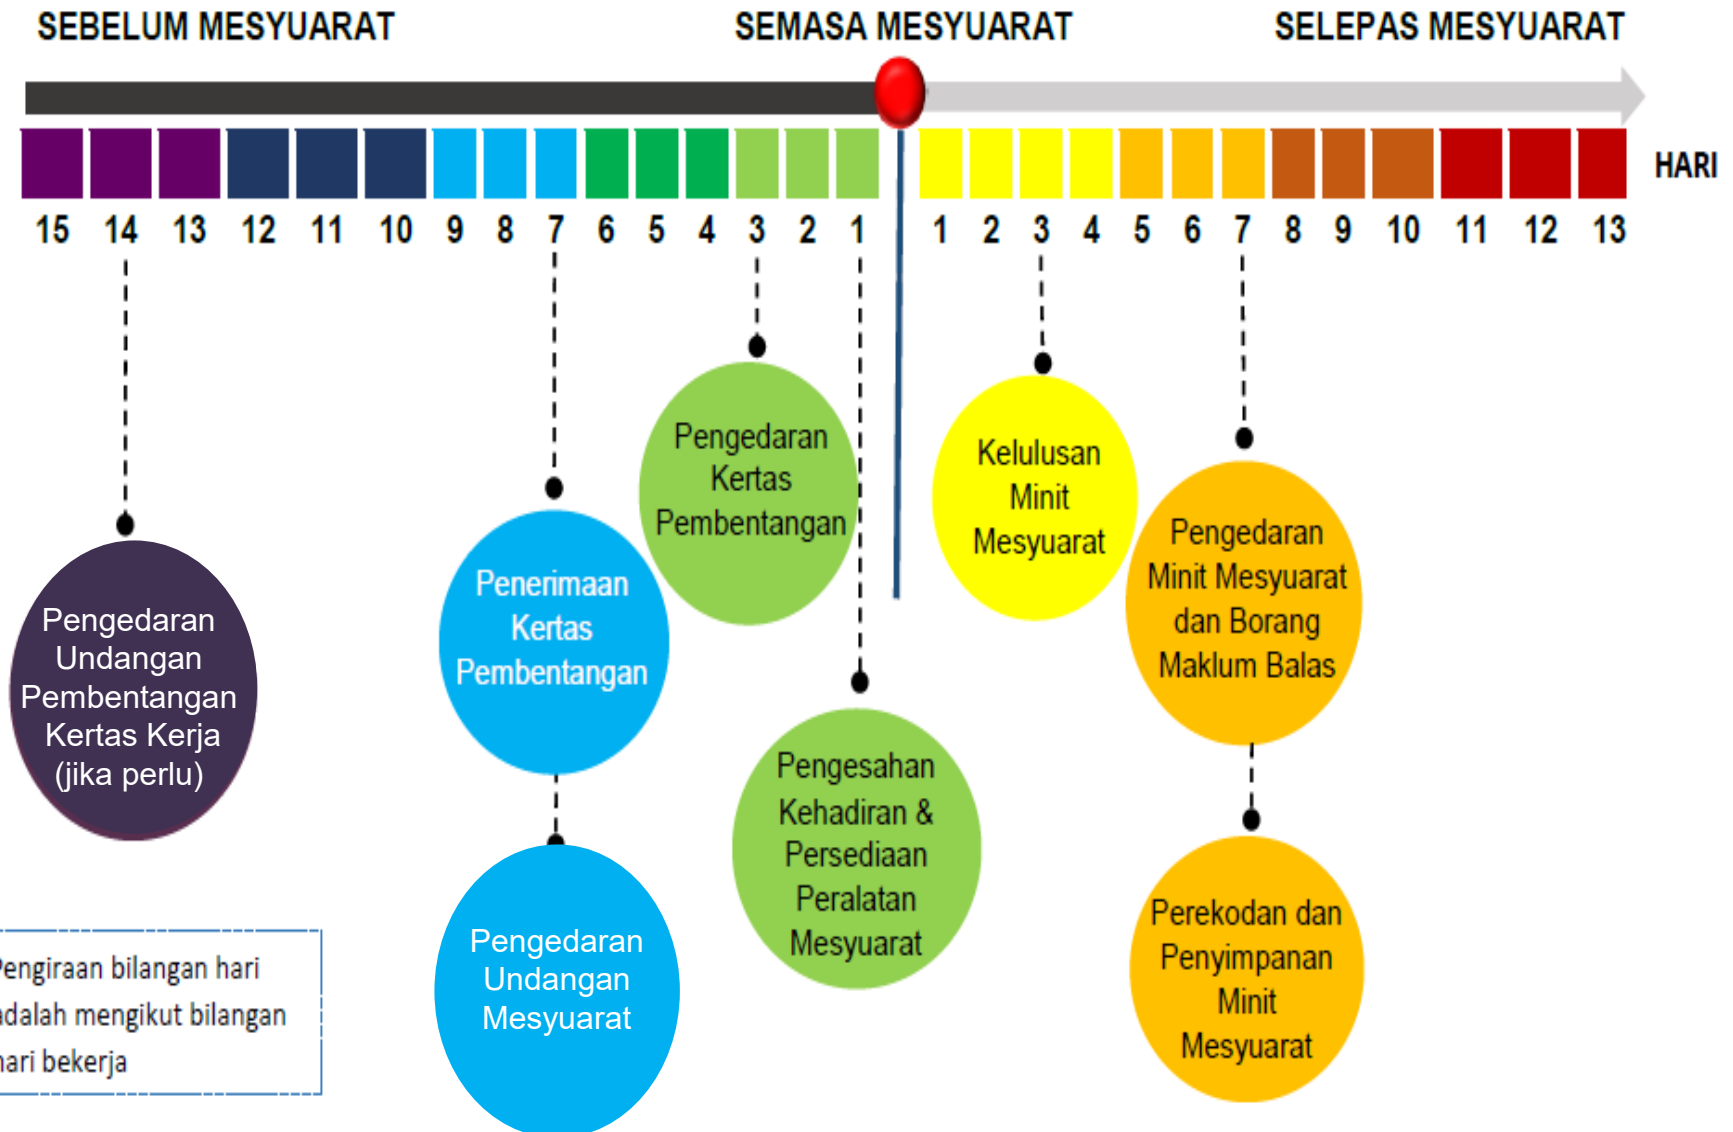 SEBELUM MESYUARAT
SEMASA MESYUARAT
SELEPAS MESYUARAT
HARI
15 14 13 12 11 10 9 8 7 6 5 4 3 2 1 1 2 3 4 5 6 7 8 9 10 11 12 13
Pengedaran
Undangan
Pembentangan
Kertas Kerja
(jika perlu)
Penerimaan
Kertas
Pembentangan
Pengedaran
Undangan
Mesyuarat
Pengedaran
Kertas
Pembentangan
Pengesahan
Kehadiran &
Persediaan
Peralatan
Mesyuarat
Kelulusan
Minit
Mesyuarat
Pengedaran
Minit Mesyuarat
dan Borang
Maklum Balas
Perekodan dan
Penyimpanan
Minit
Mesyuarat
Pengiraan bilangan hari
adalah mengikut bilangan
hari bekerja